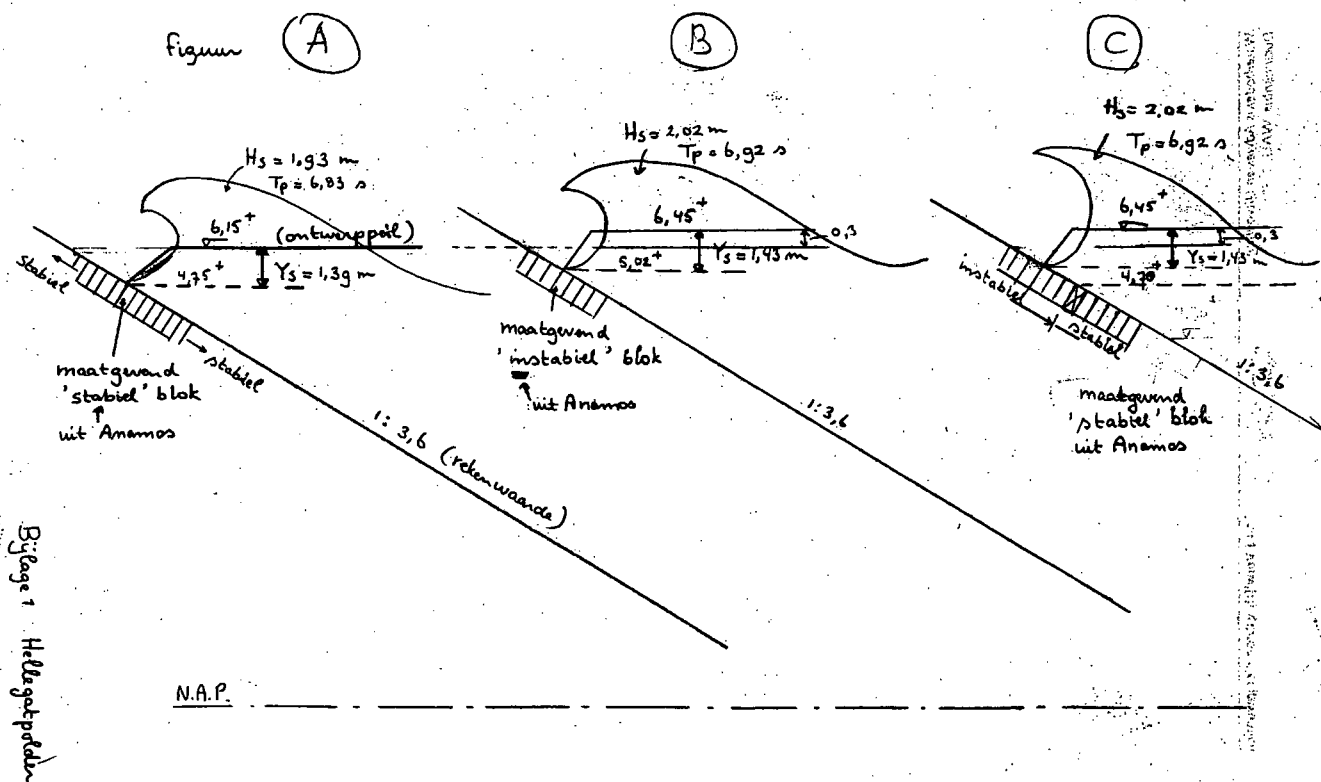 figuur A
Hs = 1,93 m
Tp = 6,83 s
6,15+
(ontwerppeil)
4,75+
Ys = 1,39 m
stabiel
stabiel
maatgevend
'stabiel' blok
uit Anamos
1: 3,6 (rekenwaarde)
B
Hs = 2,02 m
Tp = 6,92 s
6,45+
0,3
5,02+
Ys = 1,43 m
maatgevend
'instabiel' blok
uit Anamos
1: 3,6
C
Hs = 2,02 m
Tp = 6,92 s
6,45+
0,3
Ys = 1,43 m
instabiel
stabiel
1: 3,6
maatgevend
'stabiel' blok
uit Anamos
N.A.P.
Bijlage 1 Hellegatpolder